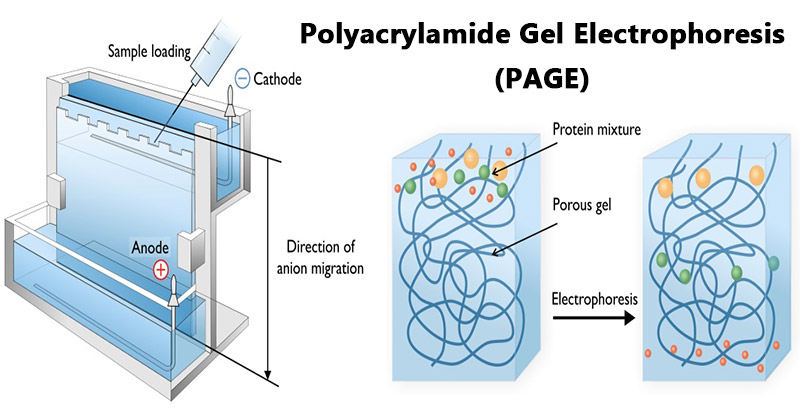 Polyacrylamide Gel Electrophoresis
(PAGE)
Sample loading
− Cathode
Anode
+
Direction of
anion migration
Protein mixture
Porous gel
Electrophoresis